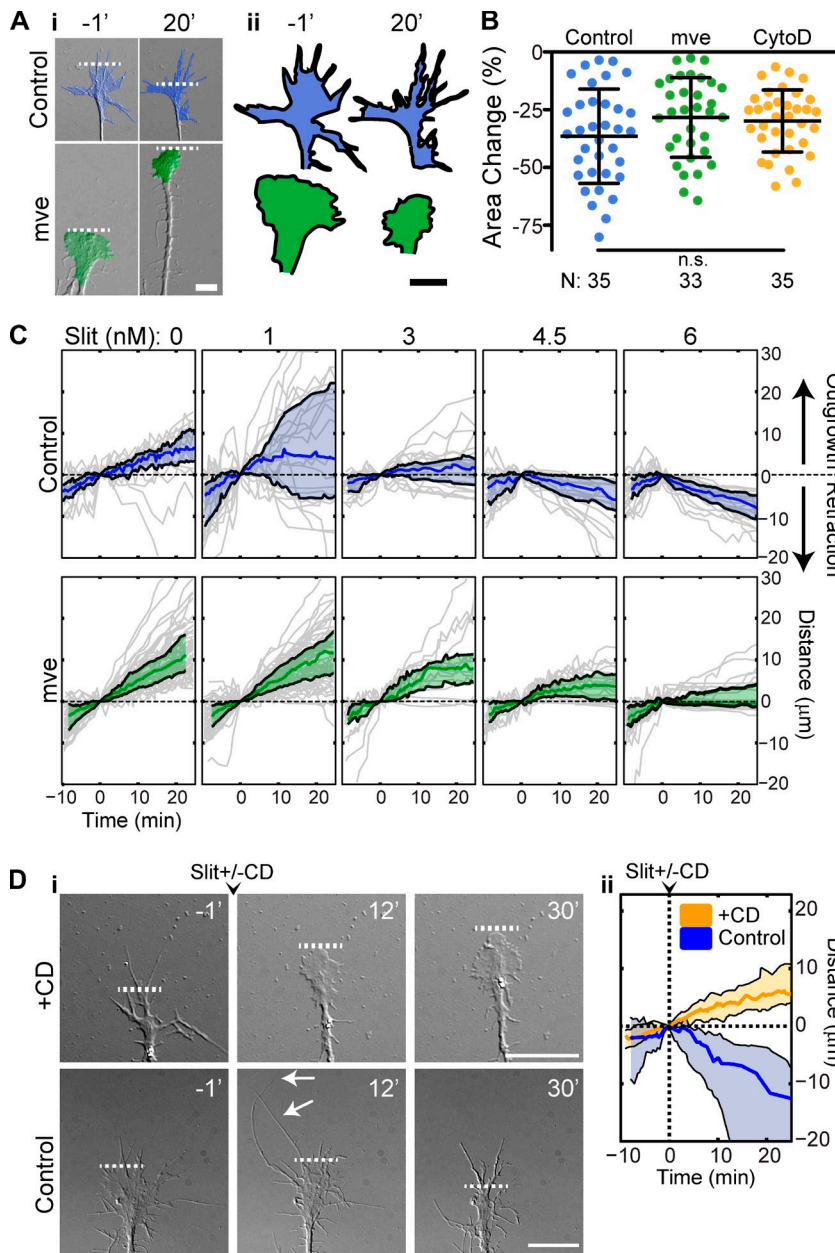 A i -1’ 20’ ii -1’ 20’
Control
mve
B
Control mve CytoD
Area Change (%)
0
-25
-50
-75
n.s.
N: 35 33 35
C Slit (nM): 0 1 3 4.5 6
Control
30
20
10
0
−10
−20
Outgrowth
Retraction
mve
30
20
10
0
−10
−20
Distance (μm)
−10 0 10 20 0 10 20 0 10 20 0 10 20 0 10 20
Time (min)
D i Slit+/-CD
+CD
-1’ 12’ 30’
Control
-1’ 12’ 30’
ii Slit+/-CD
+CD
Control
20
10
0
−10
−20
Distance (μm)
−10 0 10 20
Time (min)